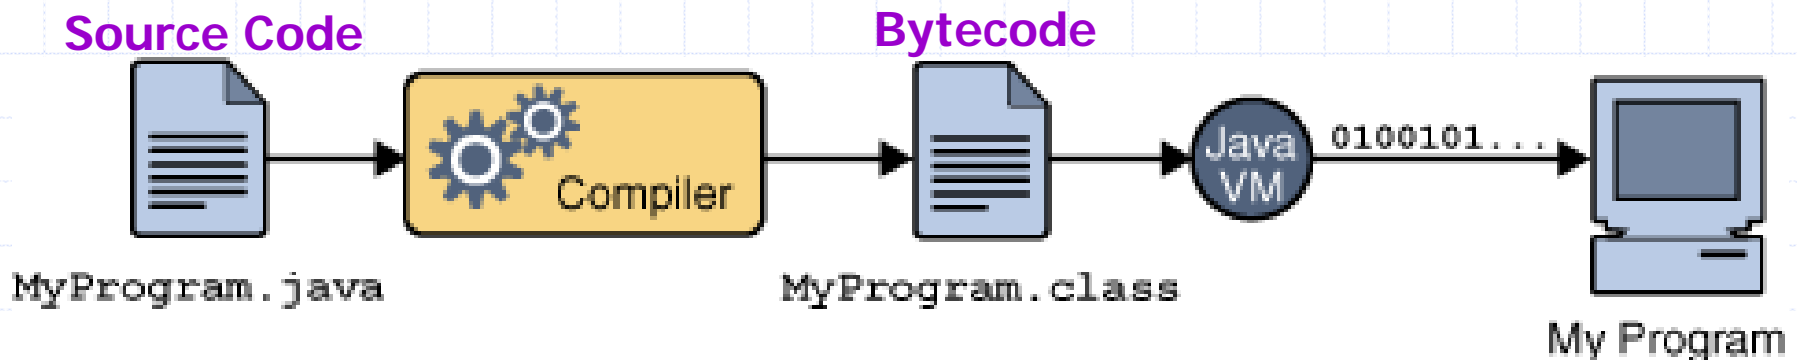 Source Code
Bytecode
Compiler
Java
VM
0100101...
MyProgram.java
MyProgram.class
My Program